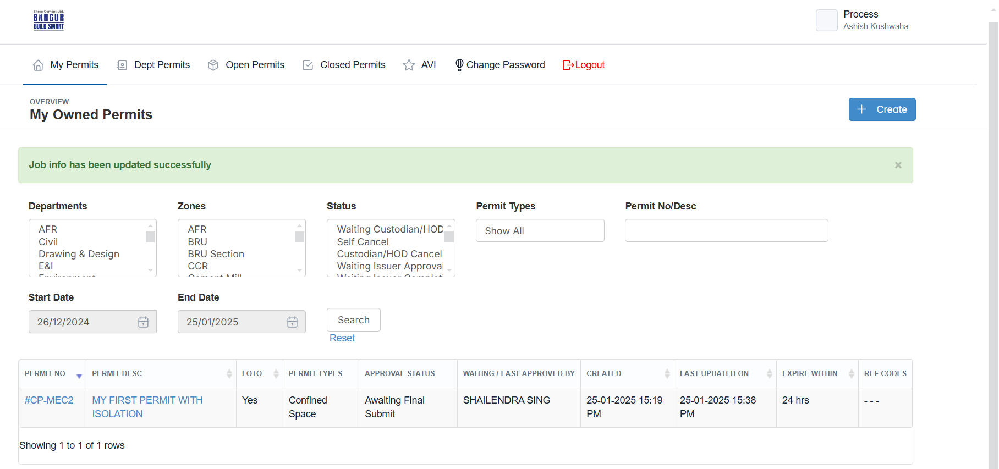 Shree Cement Ltd.
BANGUR
BUILD SMART
Process
Ashish Kushwaha
My Permits
Dept Permits
Open Permits
Closed Permits
AVI
Change Password
Logout
OVERVIEW
My Owned Permits
Create
Job info has been updated successfully
×
Departments
Zones
Status
Permit Types
Permit No/Desc
AFR
Civil
Drawing & Design
E&I
Environment
AFR
BRU
BRU Section
CCR
Cement Mill
Waiting Custodian/HOD
Self Cancel
Custodian/HOD Cancell
Waiting Issuer Approval
Waiting Issuer Completi
Show All
Start Date
End Date
26/12/2024
25/01/2025
Search
Reset
PERMIT NO PERMIT DESC LOTO PERMIT TYPES APPROVAL STATUS WAITING / LAST APPROVED BY CREATED LAST UPDATED ON EXPIRE WITHIN REF CODES
#CP-MEC2 MY FIRST PERMIT WITH Yes Confined Awaiting Final SHAILENDRA SING 25-01-2025 15:19 25-01-2025 15:38 24 hrs - - -
ISOLATION Space Submit PM PM
Showing 1 to 1 of 1 rows